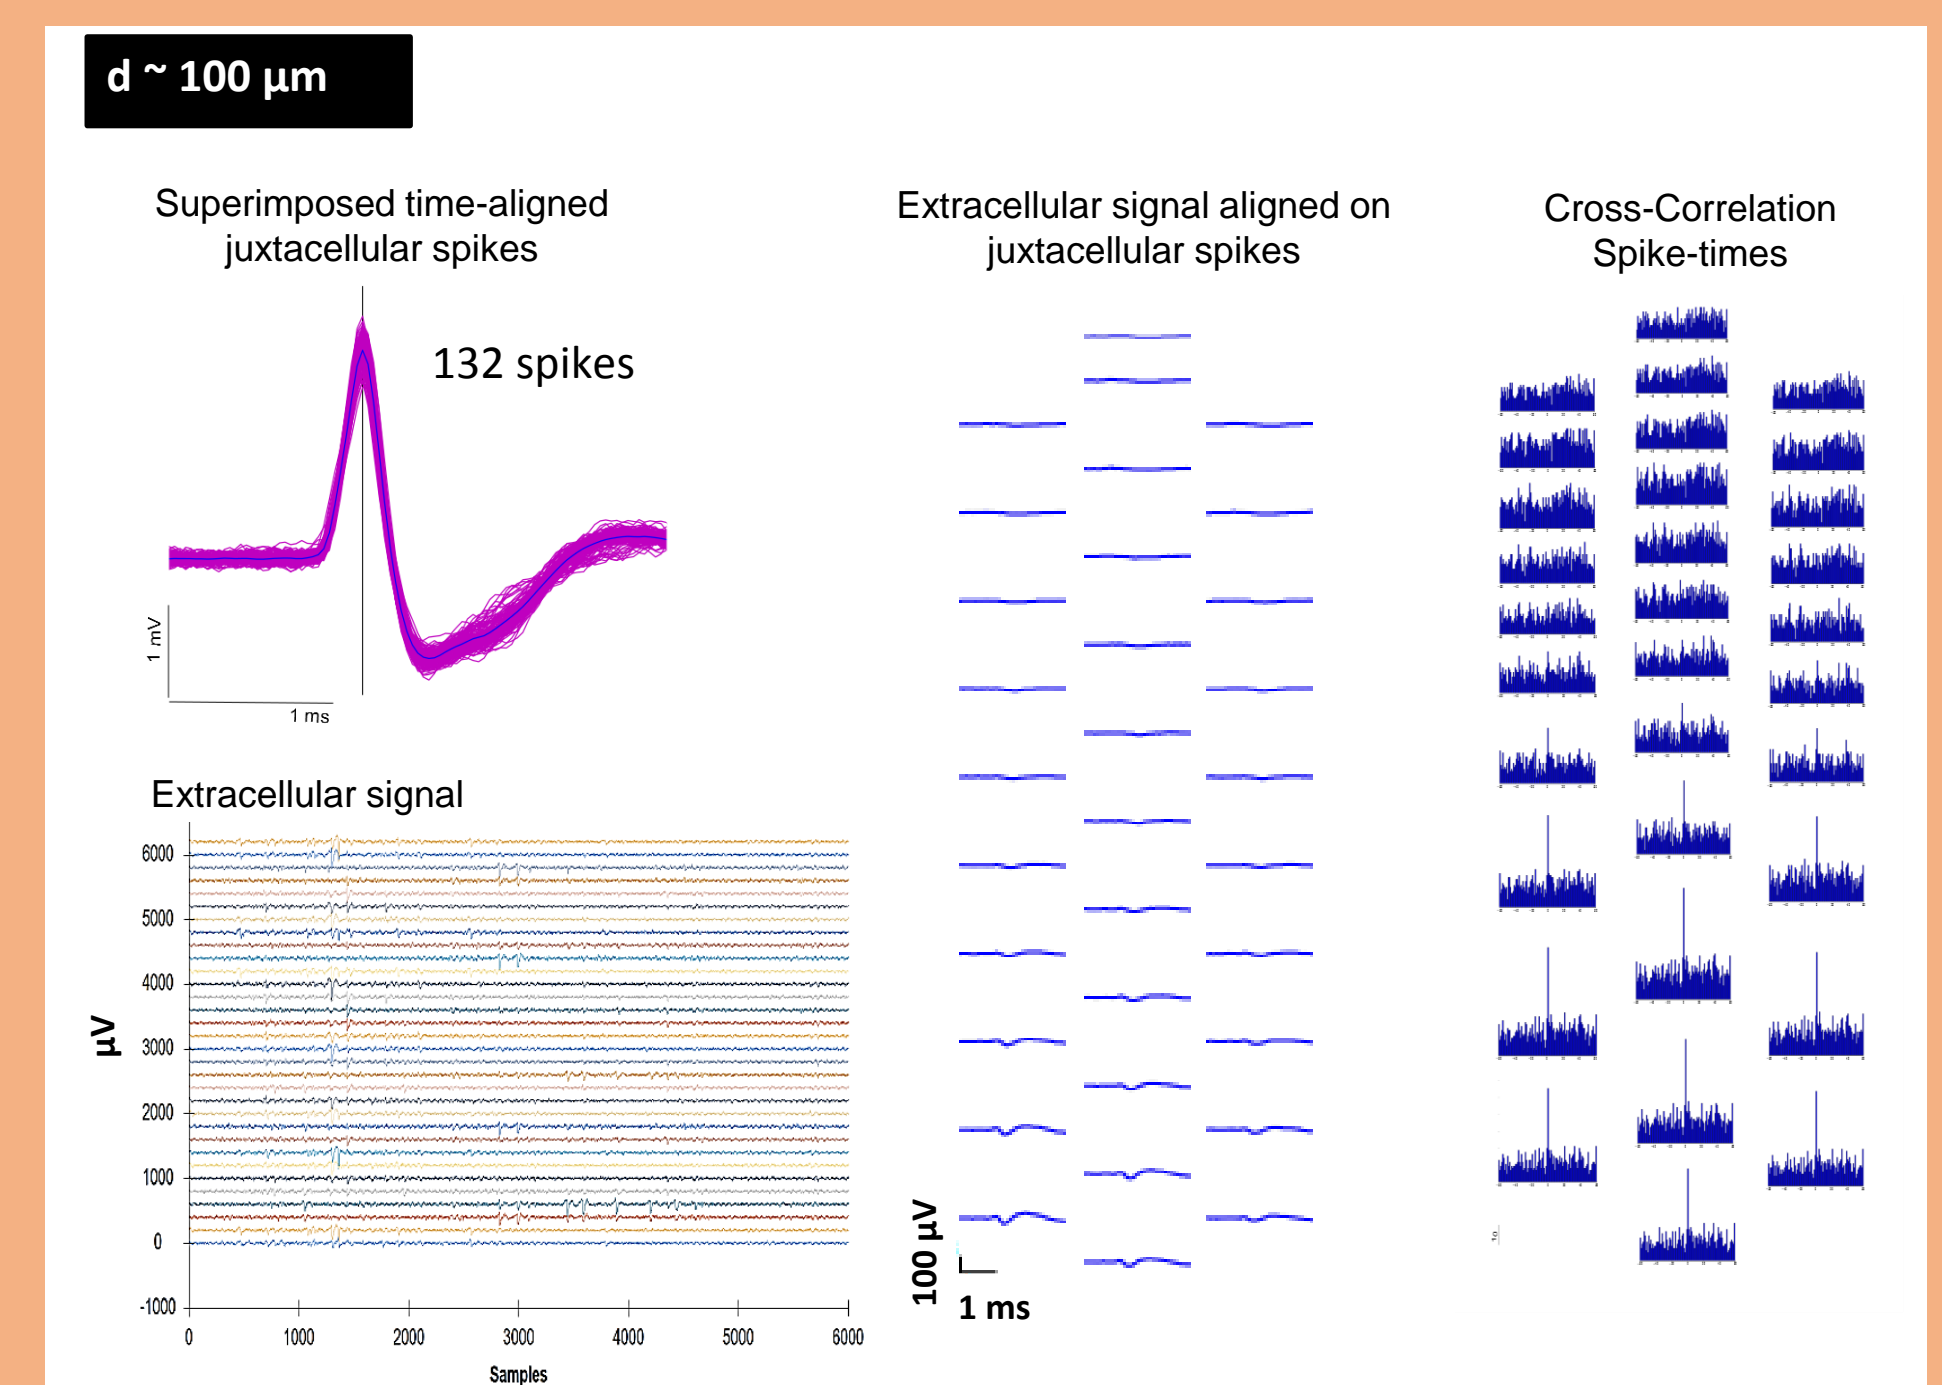 d ~ 100 µm
Superimposed time-aligned
juxtacellular spikes
132 spikes
1 mV
1 ms
Extracellular signal
6000
5000
4000
3000
2000
1000
0
-1000
µV
0 1000 2000 3000 4000 5000 6000
Samples
Extracellular signal aligned on
juxtacellular spikes
100 µV
1 ms
Cross-Correlation
Spike-times